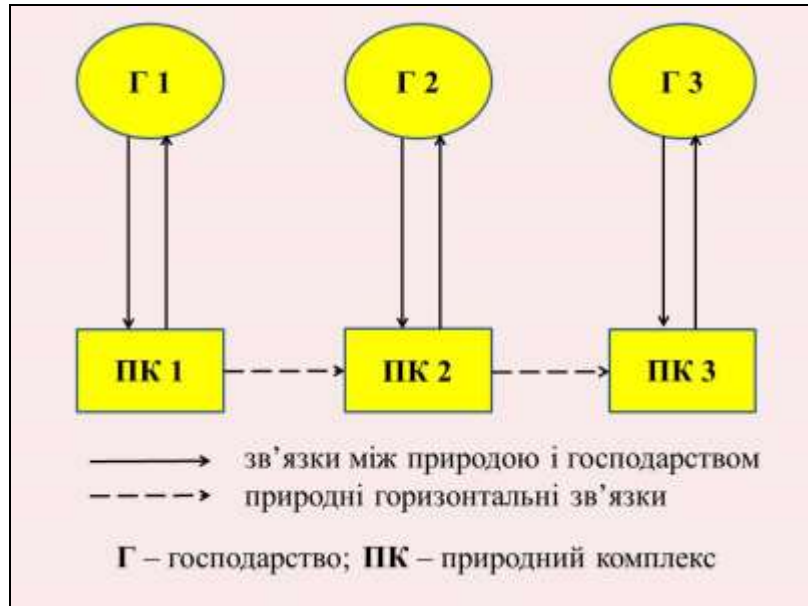 Г 1 Г 2 Г 3
ПК 1 ПК 2 ПК 3
зв’язки між природою і господарством
природні горизонтальні зв’язки
Г – господарство; ПК – природний комплекс